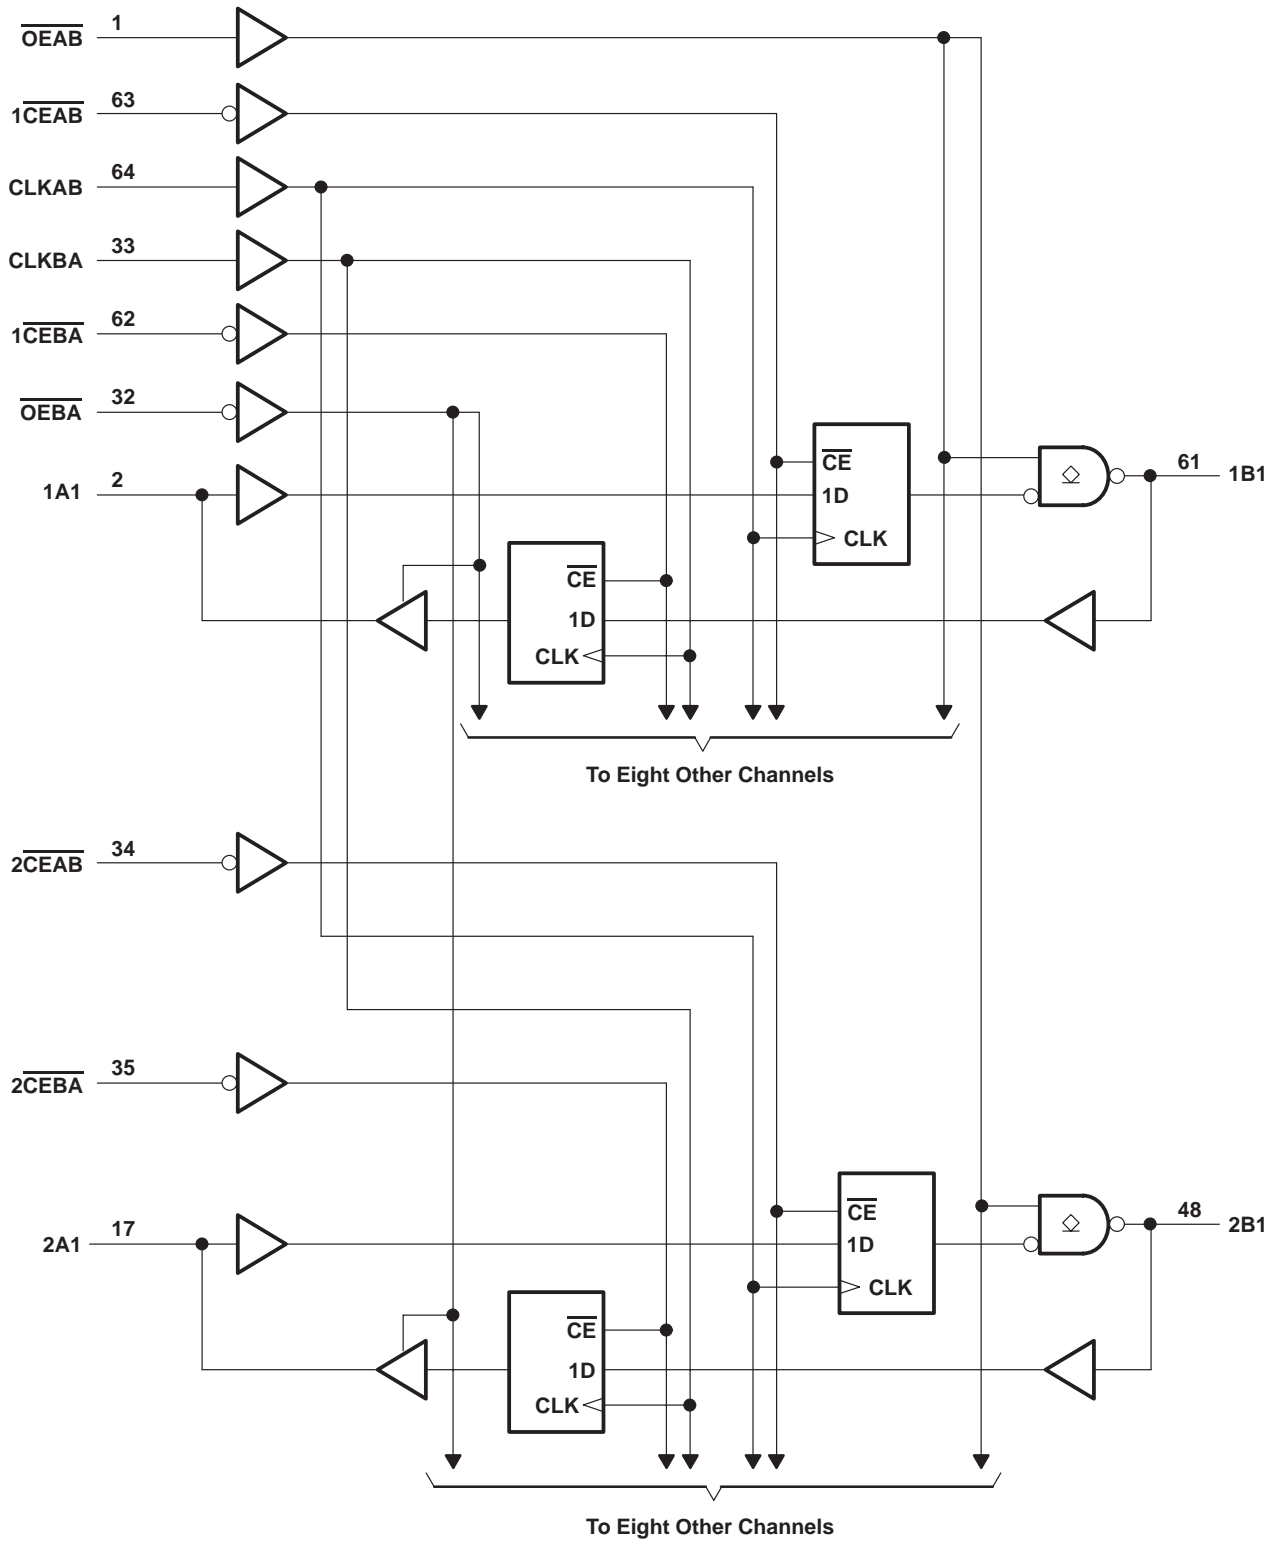 OEAB 1
1CEAB 63
CLKAB 64
CLKBA 33
1CEBA 62
OEBA 32
1A1 2
CE
1D
CLK
61 1B1
CE
1D
CLK
To Eight Other Channels
2CEAB 34
2CEBA 35
2A1 17
CE
1D
CLK
48 2B1
CE
1D
CLK
To Eight Other Channels